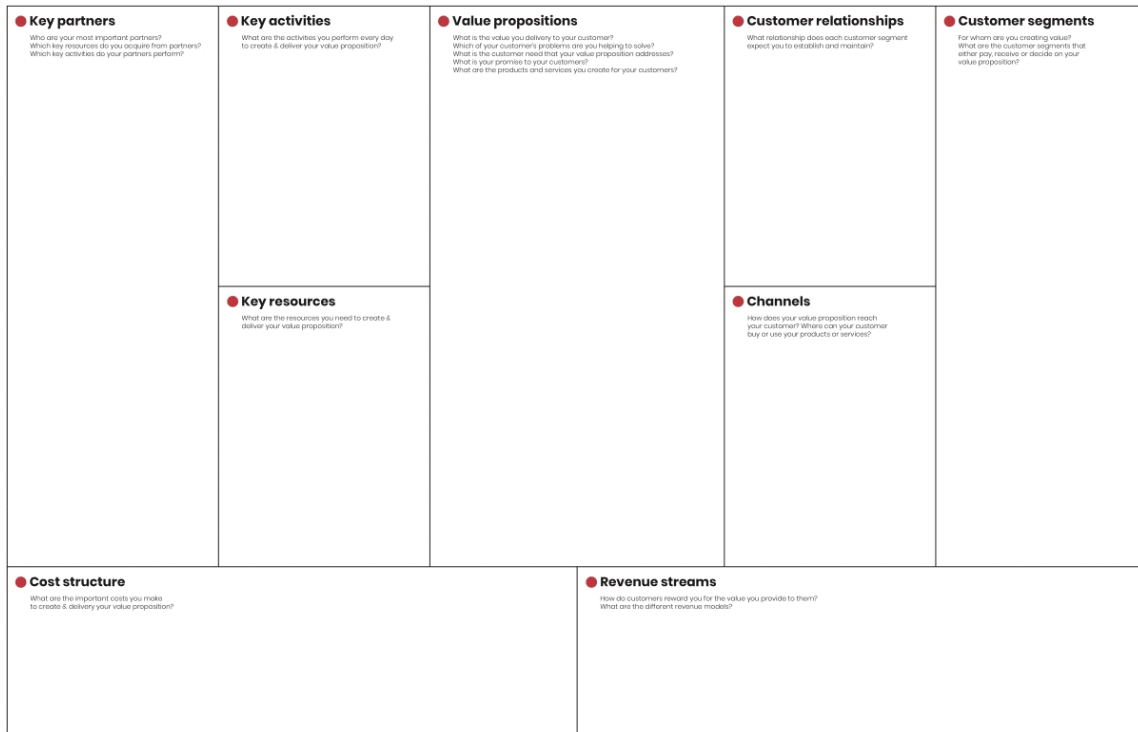 Key partners
Who are your most important partners?
Which key resources do you acquire from partners?
Which key activities do your partners perform?
Key activities
What are the activities you perform every day
to create & deliver your value proposition?
Value propositions
What is the value you delivery to your customer?
Which of your customer's problems are you helping to solve?
What is the customer need that your value proposition addresses?
What is your promise to your customers?
What are the products and services you create for your customers?
Customer relationships
What relationship does each customer segment
expect you to establish and maintain?
Customer segments
For whom are you creating value?
What are the customer segments that
either pay, receive or decide on your
value proposition?
Key resources
What are the resources you need to create &
deliver your value proposition?
Channels
How does your value proposition reach
your customer? Where can your customer
buy or use your products or services?
Cost structure
What are the important costs you make
to create & delivery your value proposition?
Revenue streams
How do customers reward you for the value you provide to them?
What are the different revenue models?